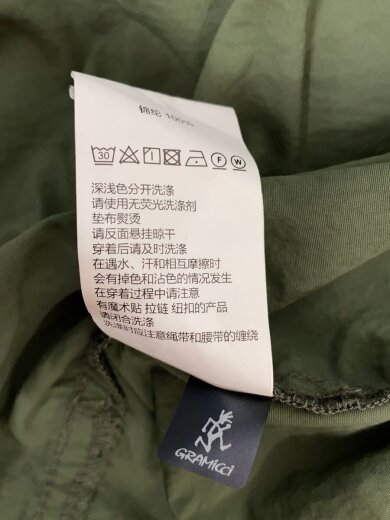 锦纶 100%
30 F W
深浅色分开洗涤
请使用无荧光洗涤剂
垫布熨烫
请反面悬挂晾干
穿着后请及时洗涤
在遇水、汗和相互摩擦时
会有掉色和沾色的情况发生
在穿着过程中请注意
有魔术贴 拉链 纽扣的产品
请闭合洗涤
洗涤时应注意绳带和腰带的缠绕
GRAMiCCi